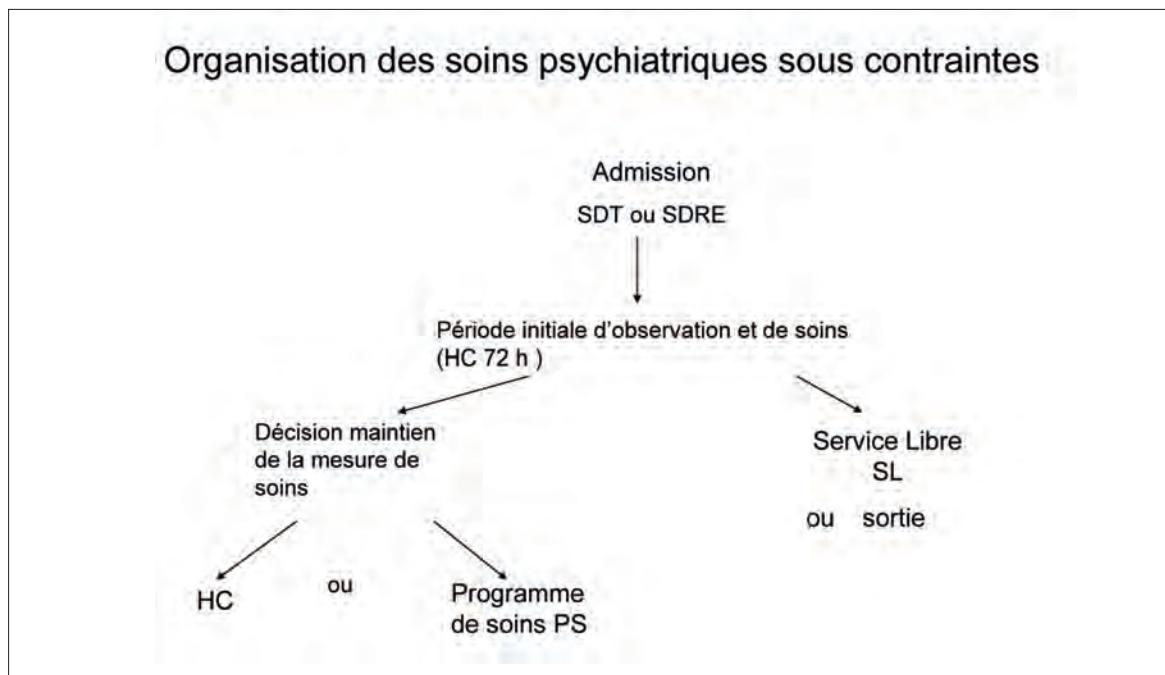 Organisation des soins psychiatriques sous contraintes
Admission
SDT ou SDRE
Période initiale d'observation et de soins
(HC 72 h )
Décision maintien
de la mesure de
soins
Service Libre
SL
ou sortie
HC
ou
Programme
de soins PS